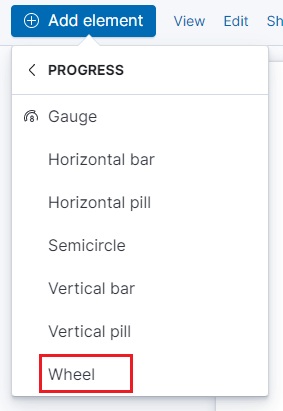 Add element View Edit Sh
PROGRESS
Gauge
Horizontal bar
Horizontal pill
Semicircle
Vertical bar
Vertical pill
Wheel